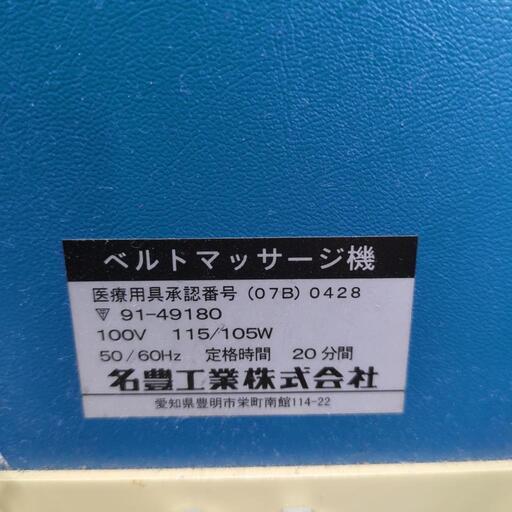 ベルトマッサージ機
医療用具承認番号 (07B) 0428
91-49180
100V 115/105W
50/60Hz 定格時間 20分間
名豊工業株式会社
愛知県豊明市栄町南館114-22